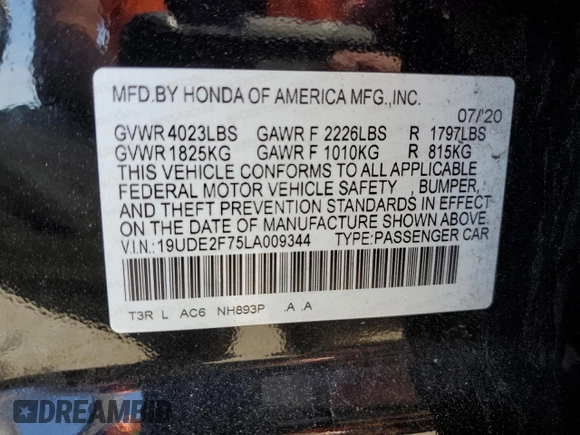 MFD.BY HONDA OF AMERICA MFG.,INC.
07/'20
GVWR 4023LBS GAWR F 2226LBS R 1797LBS
GVWR 1825KG GAWR F 1010KG R 815KG
THIS VEHICLE CONFORMS TO ALL APPLICABLE
FEDERAL MOTOR VEHICLE SAFETY , BUMPER,
AND THEFT PREVENTION STANDARDS IN EFFECT
ON THE DATE OF MANUFACTURE SHOWN ABOVE.
V.I.N.:19UDE2F75LA009344 TYPE:PASSENGER CAR
T3R L AC6 NH893P .A .A
DREAMBID